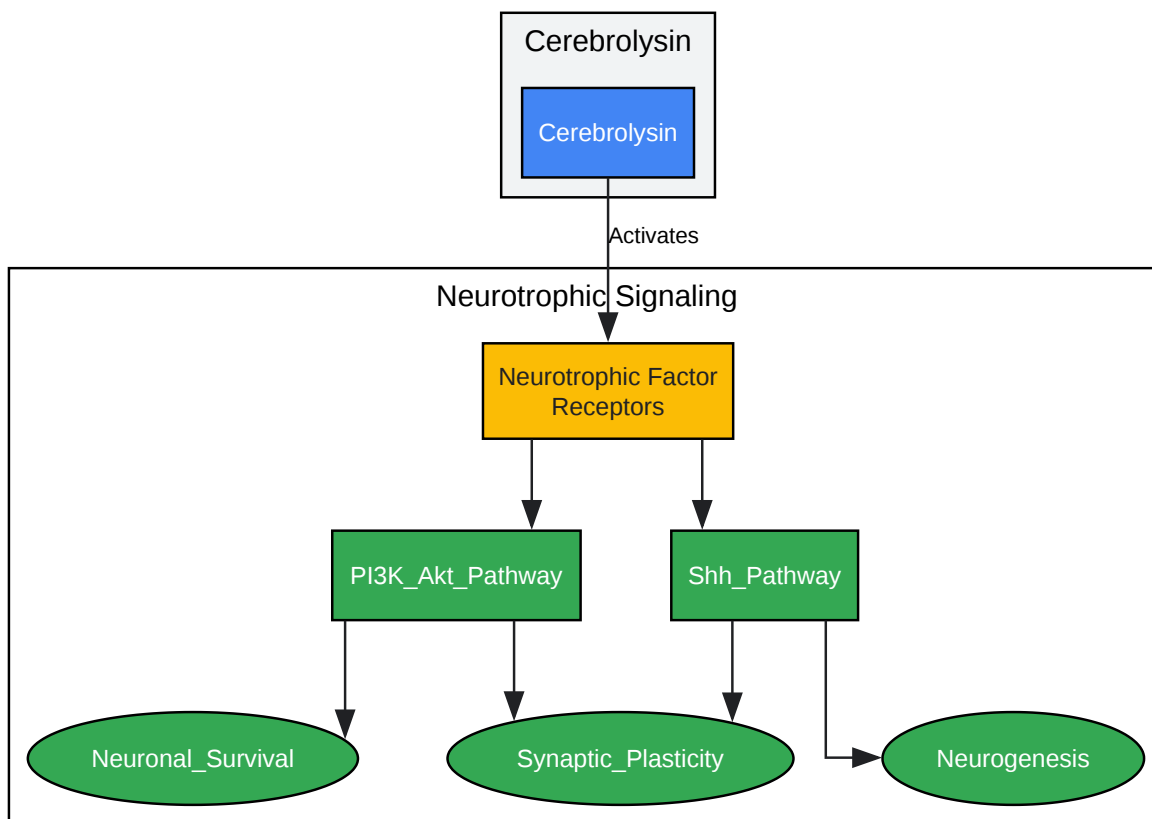 Cerebrolysin
Cerebrolysin
Activates
Neurotrophic Signaling
Neurotrophic Factor
Receptors
PI3K_Akt_Pathway
Shh_Pathway
Neuronal_Survival
Synaptic_Plasticity
Neurogenesis